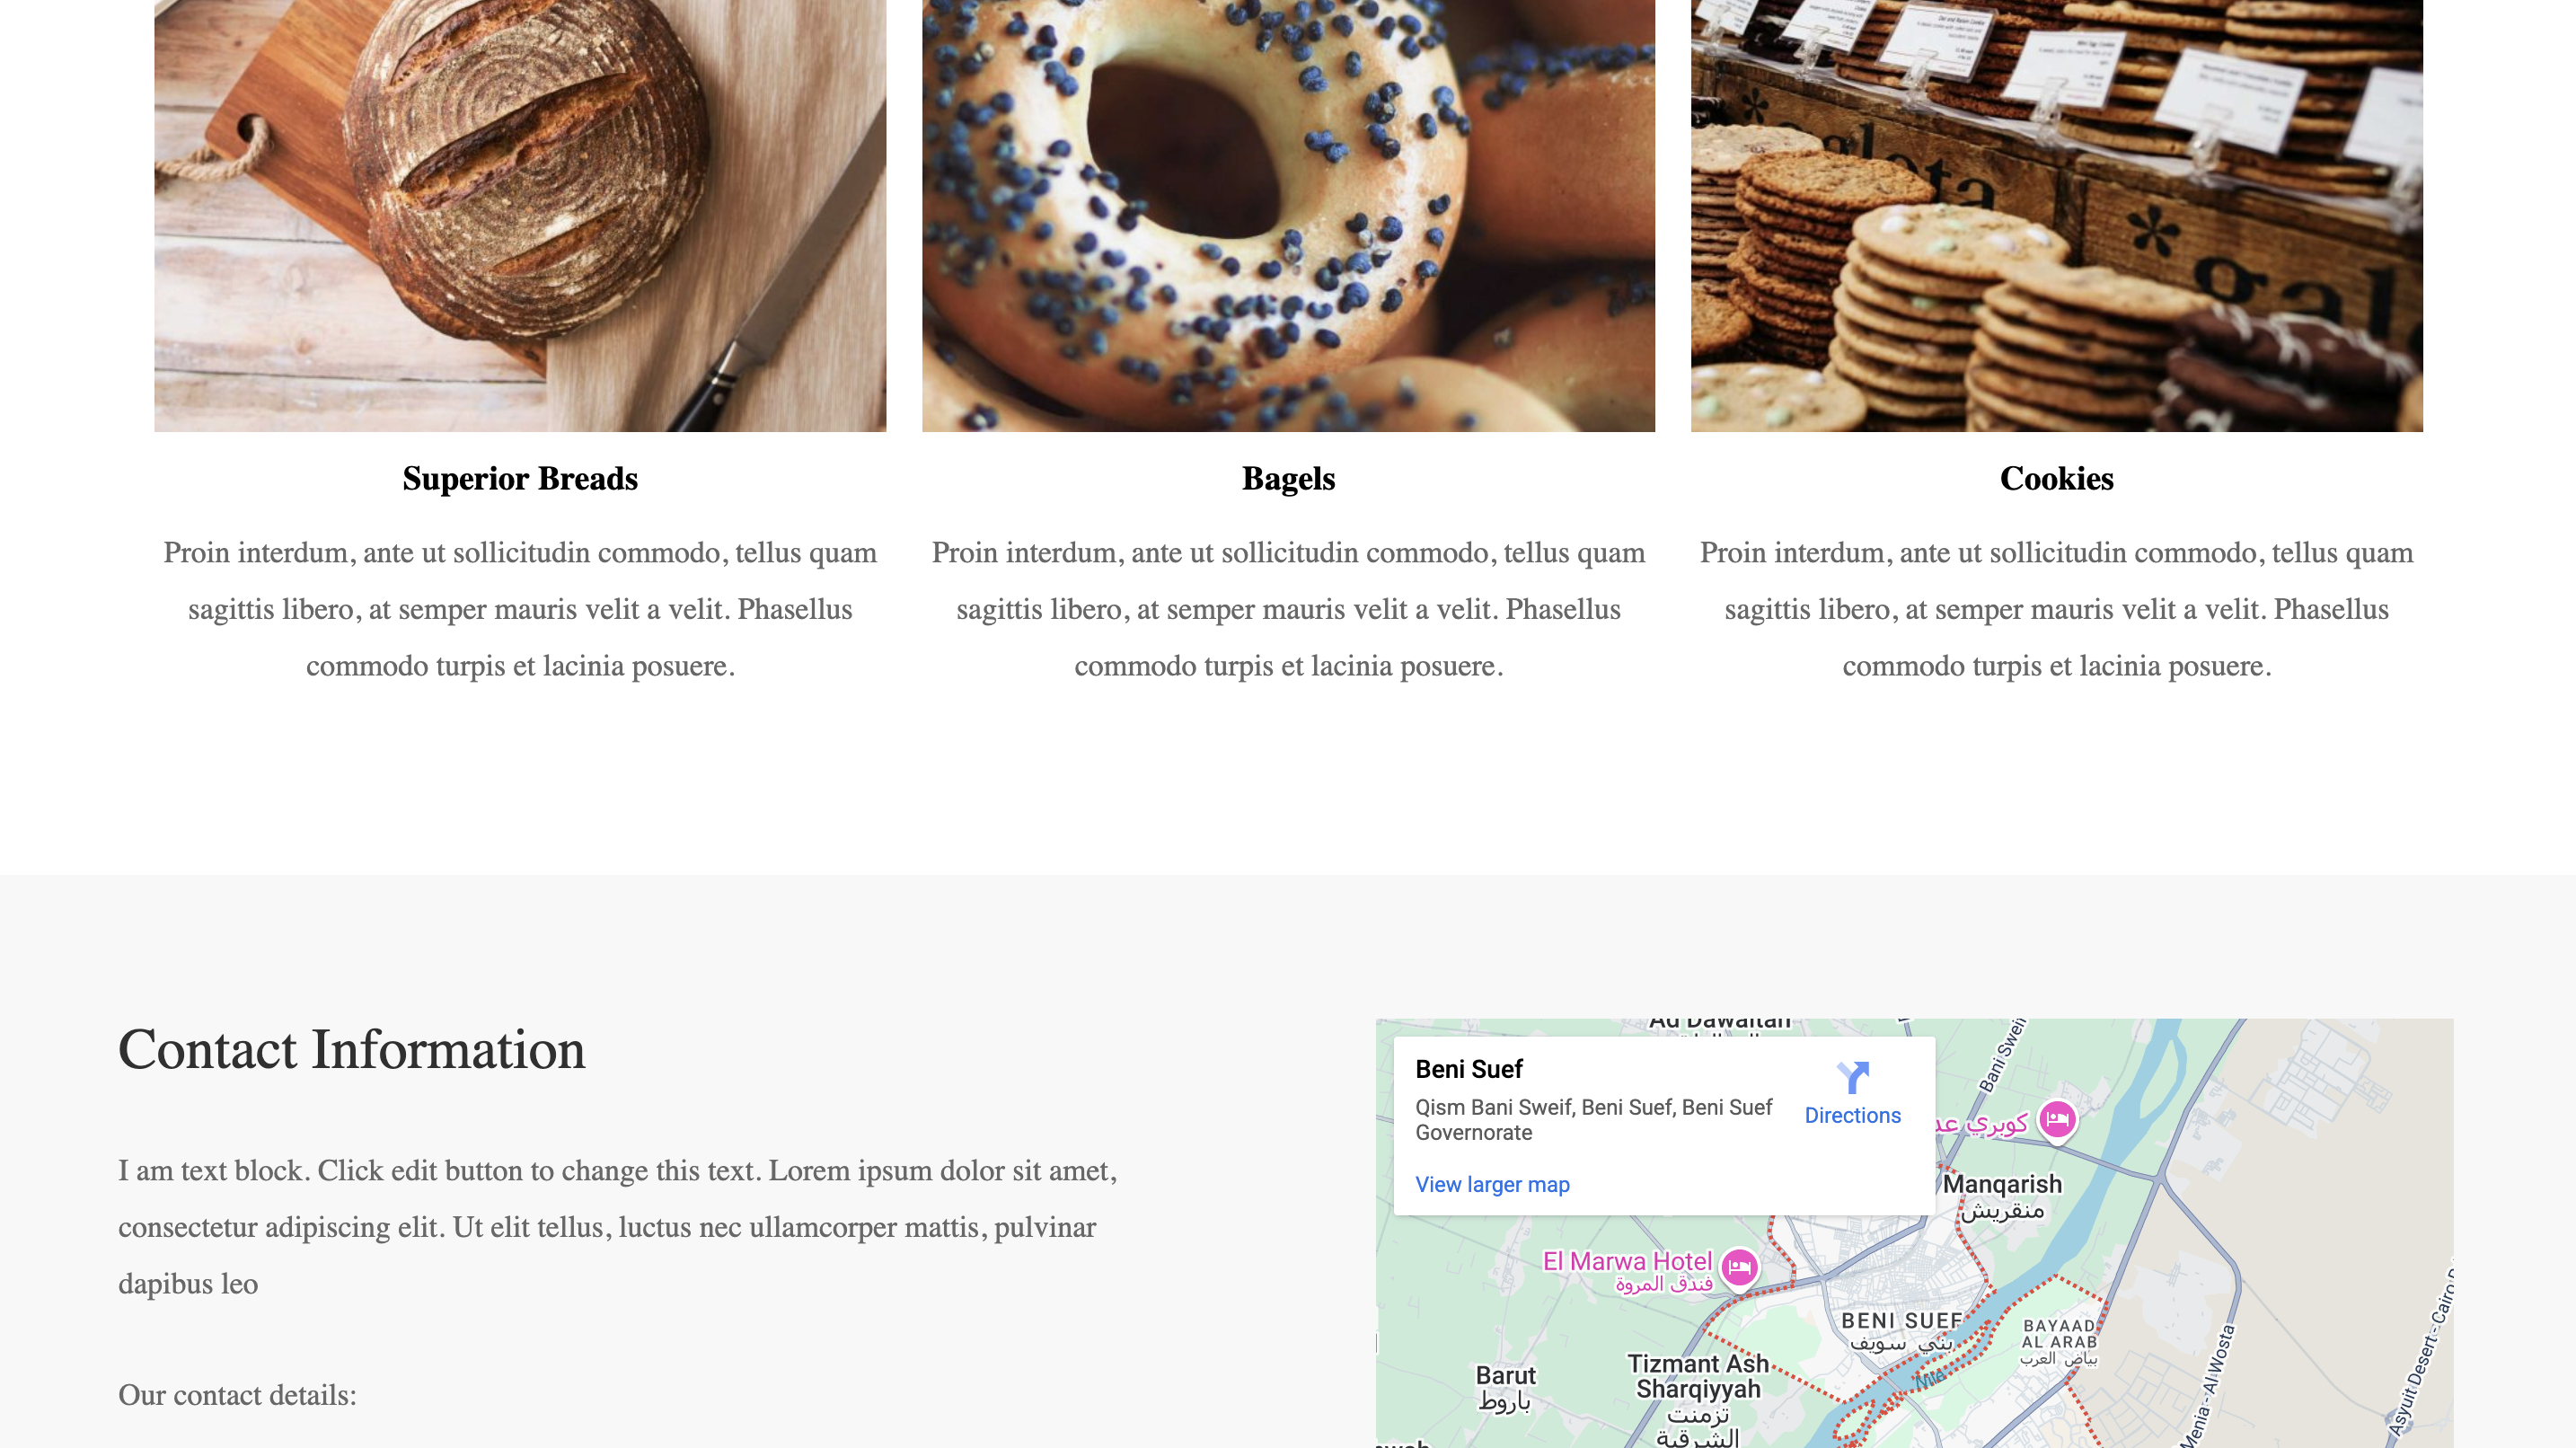 *galeta
*
Superior Breads
Proin interdum, ante ut sollicitudin commodo, tellus quam
sagittis libero, at semper mauris velit a velit. Phasellus
commodo turpis et lacinia posuere.
Bagels
Proin interdum, ante ut sollicitudin commodo, tellus quam
sagittis libero, at semper mauris velit a velit. Phasellus
commodo turpis et lacinia posuere.
Cookies
Proin interdum, ante ut sollicitudin commodo, tellus quam
sagittis libero, at semper mauris velit a velit. Phasellus
commodo turpis et lacinia posuere.
Contact Information
I am text block. Click edit button to change this text. Lorem ipsum dolor sit amet,
consectetur adipiscing elit. Ut elit tellus, luctus nec ullamcorper mattis, pulvinar
dapibus leo
Our contact details:
Beni Suef
Qism Bani Sweif, Beni Suef, Beni Suef
Governorate
Directions
View larger map
Bani Sweif
كوبري عد
Manqarish
منقريش
El Marwa Hotel
فندق المروة
BENI SUEF
بني سويف
BAYAAD
AL ARAB
بياض العرب
Barut
باروط
Tizmant Ash
Sharqiyyah
تزمنت
الشرقية
Nile
Menia - Al Wosta
Asyuit Desert - Cairo